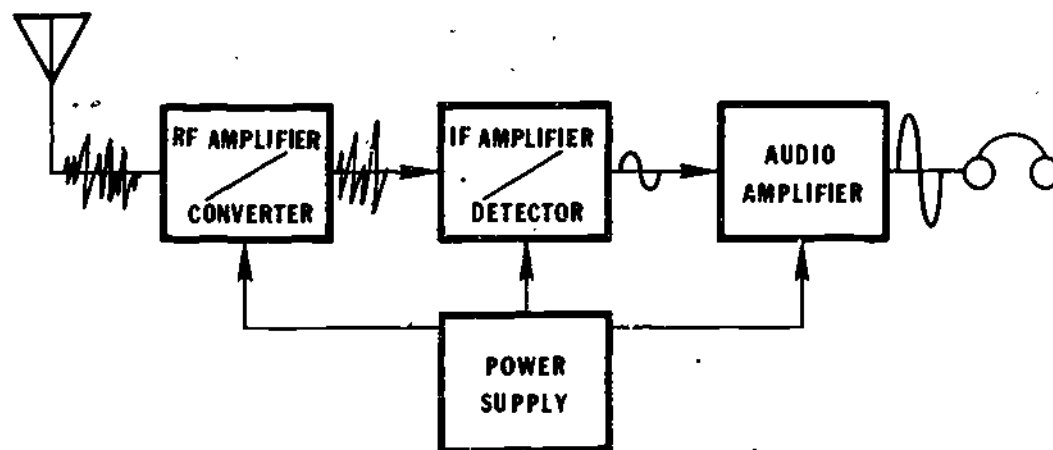 RF AMPLIFIER
CONVERTER
IF AMPLIFIER
DETECTOR
AUDIO
AMPLIFIER
POWER
SUPPLY